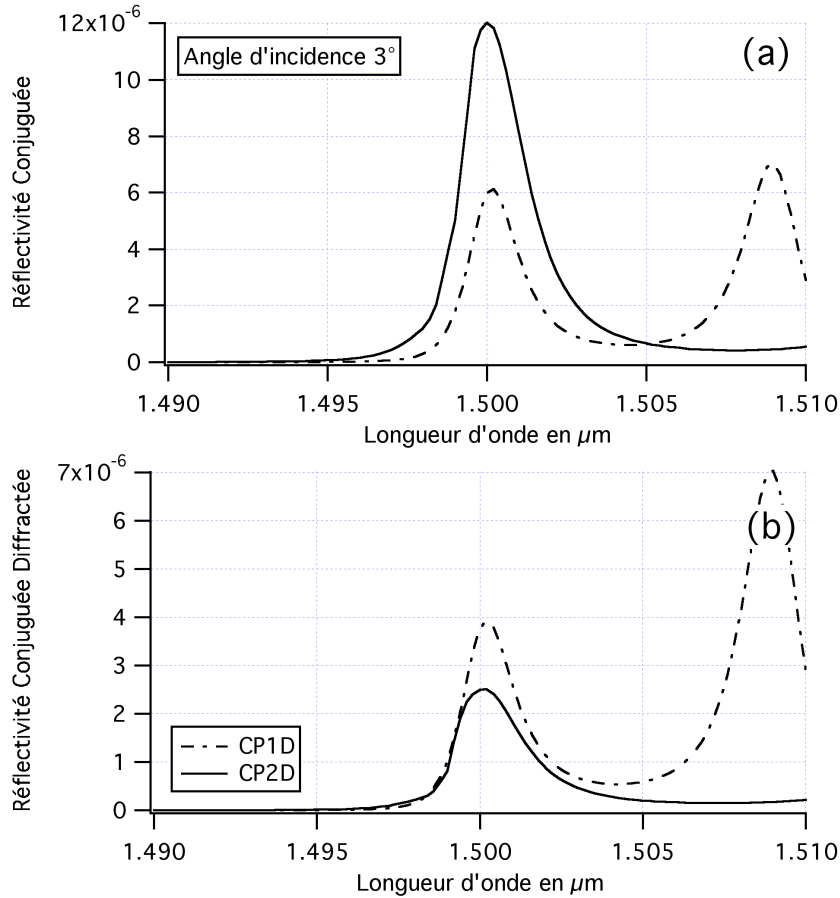 12x10-6
Angle d'incidence 3°
(a)
10
8
6
4
2
0
Réflectivité Conjuguée
1.490 1.495 1.500 1.505 1.510
Longueur d'onde en µm
7x10-6
6
(b)
5
4
3
2
1
0
Réflectivité Conjuguée Diffractée
CP1D
CP2D
1.490 1.495 1.500 1.505 1.510
Longueur d'onde en µm